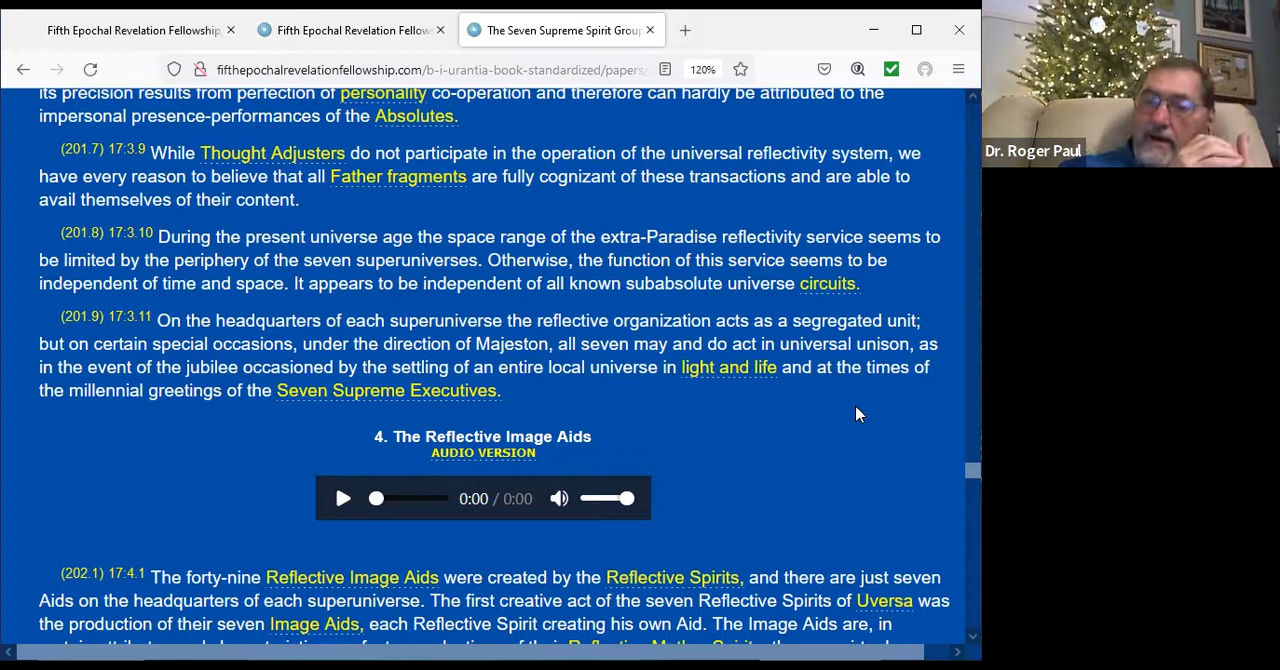 Fifth Epochal Revelation Fellowship,
Fifth Epochal Revelation Fellows
The Seven Supreme Spirit Group
fifthepochalrevelationfellowship.com/b-i-urantia-book-standardized/papers/
120%
its precision results from perfection of personality co-operation and therefore can hardly be attributed to the
impersonal presence-performances of the Absolutes.
(201.7) 17:3.9 While Thought Adjusters do not participate in the operation of the universal reflectivity system, we
have every reason to believe that all Father fragments are fully cognizant of these transactions and are able to
avail themselves of their content.
(201.8) 17:3.10 During the present universe age the space range of the extra-Paradise reflectivity service seems to
be limited by the periphery of the seven superuniverses. Otherwise, the function of this service seems to be
independent of time and space. It appears to be independent of all known subabsolute universe circuits.
(201.9) 17:3.11 On the headquarters of each superuniverse the reflective organization acts as a segregated unit;
but on certain special occasions, under the direction of Majeston, all seven may and do act in universal unison, as
in the event of the jubilee occasioned by the settling of an entire local universe in light and life and at the times of
the millennial greetings of the Seven Supreme Executives.
4. The Reflective Image Aids
AUDIO VERSION
0:00 / 0:00
(202.1) 17:4.1 The forty-nine Reflective Image Aids were created by the Reflective Spirits, and there are just seven
Aids on the headquarters of each superuniverse. The first creative act of the seven Reflective Spirits of Uversa was
the production of their seven Image Aids, each Reflective Spirit creating his own Aid. The Image Aids are, in
Dr. Roger Paul